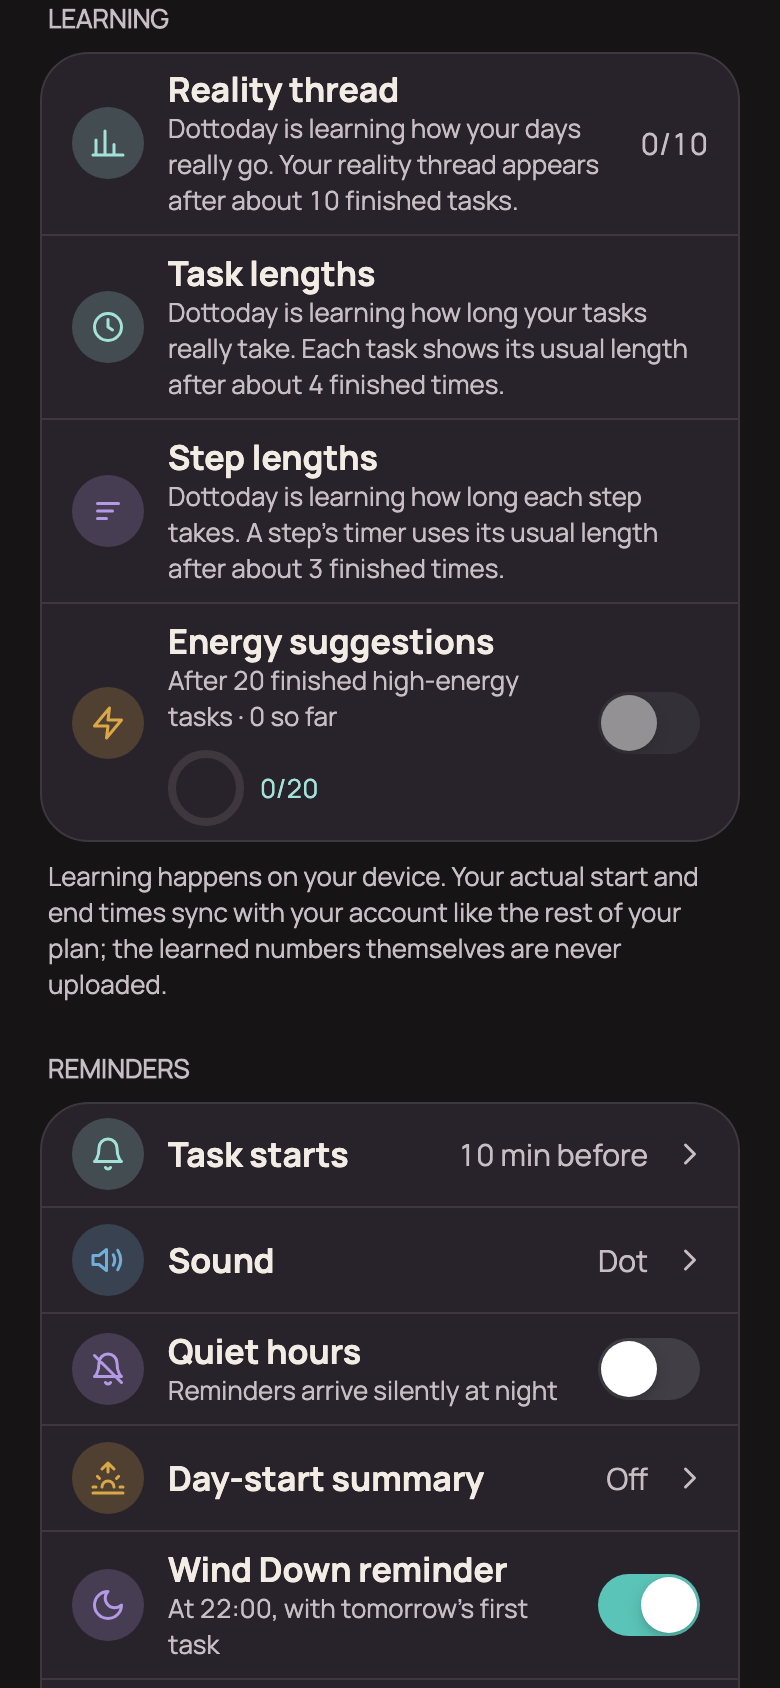 LEARNING
Reality thread
Dottoday is learning how your days
really go. Your reality thread appears
after about 10 finished tasks.
0/10
Task lengths
Dottoday is learning how long your tasks
really take. Each task shows its usual length
after about 4 finished times.
Step lengths
Dottoday is learning how long each step
takes. A step’s timer uses its usual length
after about 3 finished times.
Energy suggestions
After 20 finished high-energy
tasks · 0 so far
0/20
Learning happens on your device. Your actual start and
end times sync with your account like the rest of your
plan; the learned numbers themselves are never
uploaded.
REMINDERS
Task starts
10 min before
Sound
Dot
Quiet hours
Reminders arrive silently at night
Day-start summary
Off
Wind Down reminder
At 22:00, with tomorrow’s first
task